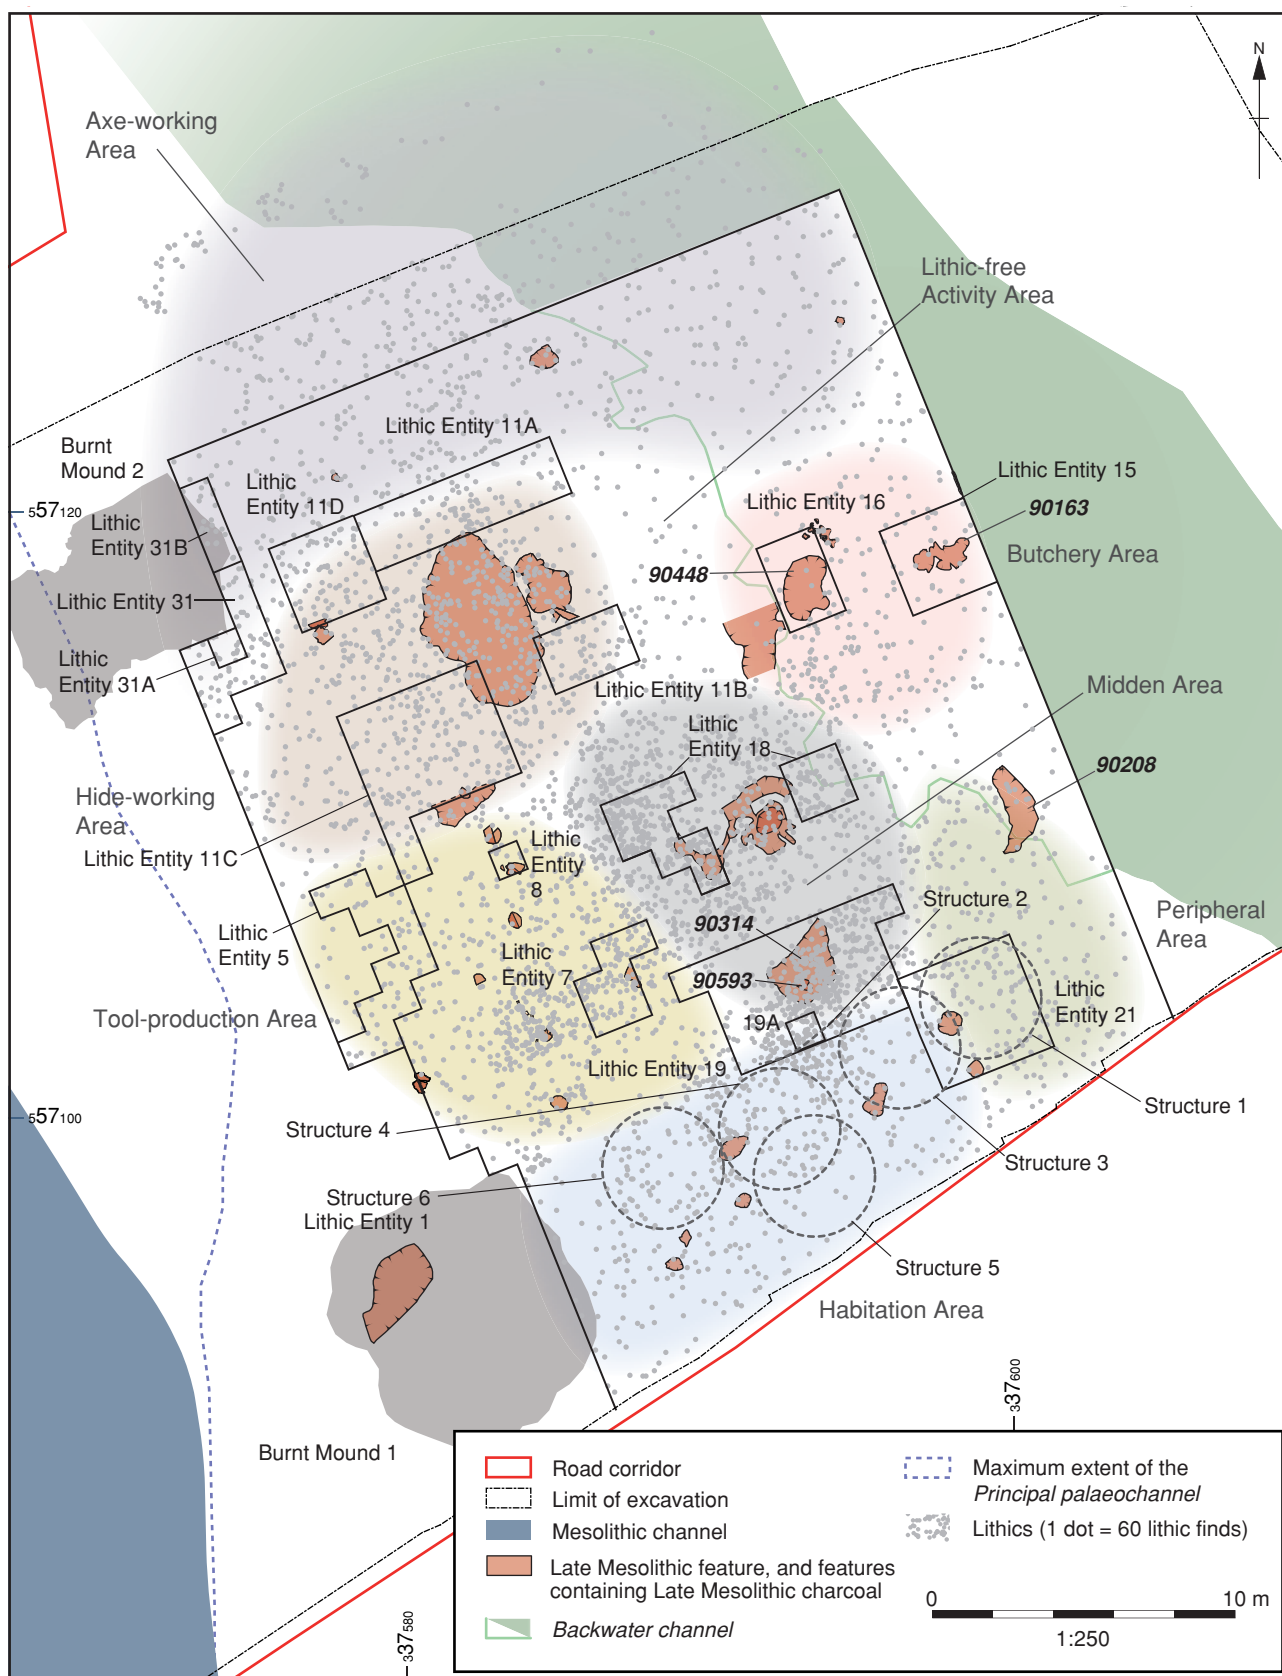 N
Axe-working
Area
Lithic-free
Activity Area
Lithic Entity 11A
Burnt
Mound 2
Lithic
Entity 11D
Lithic Entity 15
Lithic Entity 16
90163
557120
Lithic
Entity 31B
Butchery Area
90448
Lithic Entity 31
Lithic
Entity 31A
Lithic Entity 11B
Midden Area
Lithic
Entity 18
90208
Hide-working
Area
Lithic Entity 11C
Lithic
Entity
8
Structure 2
Peripheral
Area
Lithic
Entity 5
90314
Lithic
Entity 7
90593
Lithic
Entity 21
Tool-production Area
19A
Lithic Entity 19
557100
Structure 4
Structure 1
Structure 3
Structure 6
Lithic Entity 1
Structure 5
Habitation Area
337600
Burnt Mound 1
337580
Road corridor
Limit of excavation
Mesolithic channel
Late Mesolithic feature, and features
containing Late Mesolithic charcoal
Backwater channel
Maximum extent of the
Principal palaeochannel
Lithics (1 dot = 60 lithic finds)
0 10 m
1:250